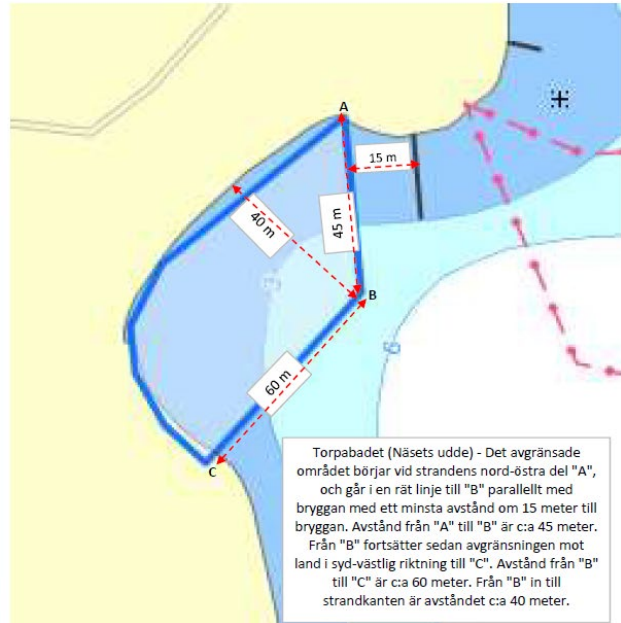 A
15 m
40 m
45 m
3
B
6
60 m
C
Torpabadet (Näsets udde) - Det avgränsade
området börjar vid strandens nord-östra del "A",
och går i en rät linje till "B" parallellt med
bryggan med ett minsta avstånd om 15 meter till
bryggan. Avstånd från "A" till "B" är c:a 45 meter.
Från "B" fortsätter sedan avgränsningen mot
land i syd-västlig riktning till "C". Avstånd från "B"
till "C" är c:a 60 meter. Från "B" in till
strandkanten är avståndet c:a 40 meter.